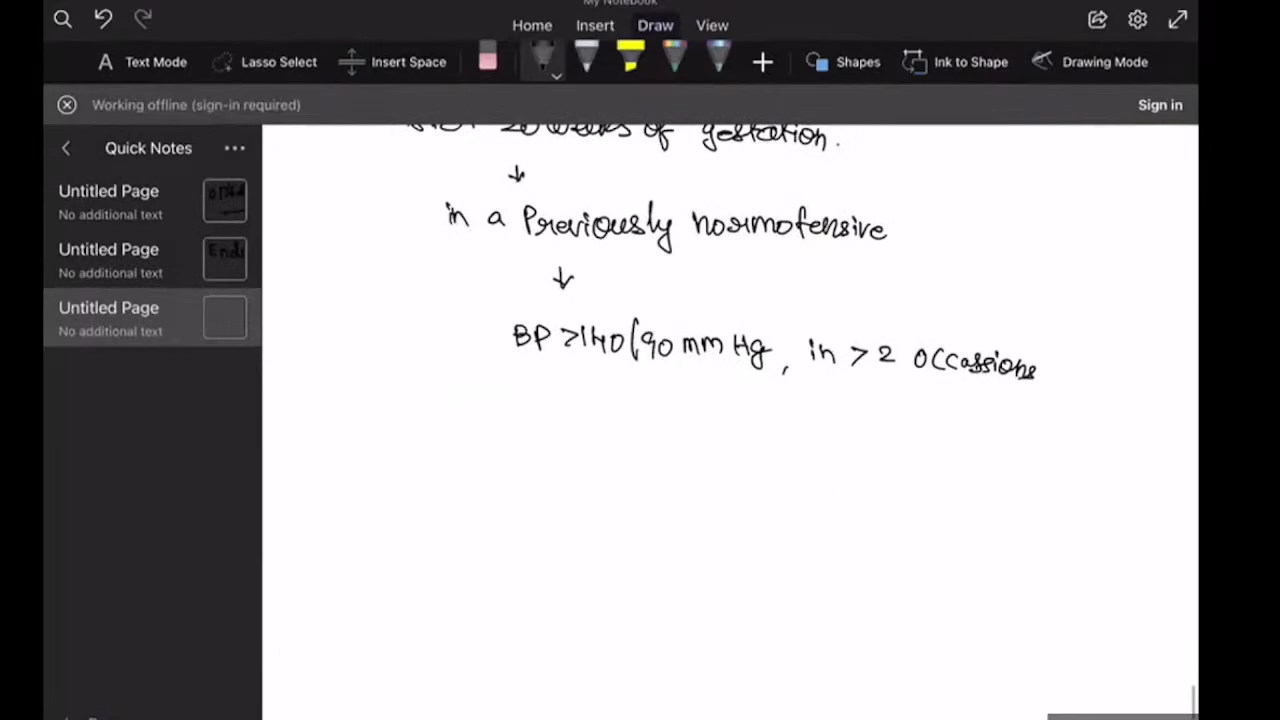 My Notebook
Home Insert Draw View
Text Mode Lasso Select Insert Space Shapes Ink to Shape Drawing Mode
Working offline (sign-in required) Sign in
Quick Notes
Untitled Page
No additional text
Untitled Page
No additional text
Untitled Page
No additional text
20 weeks of gestation.
↓
in a Previously normotensive
↓
BP >140/90 mm Hg, in > 2 occassions